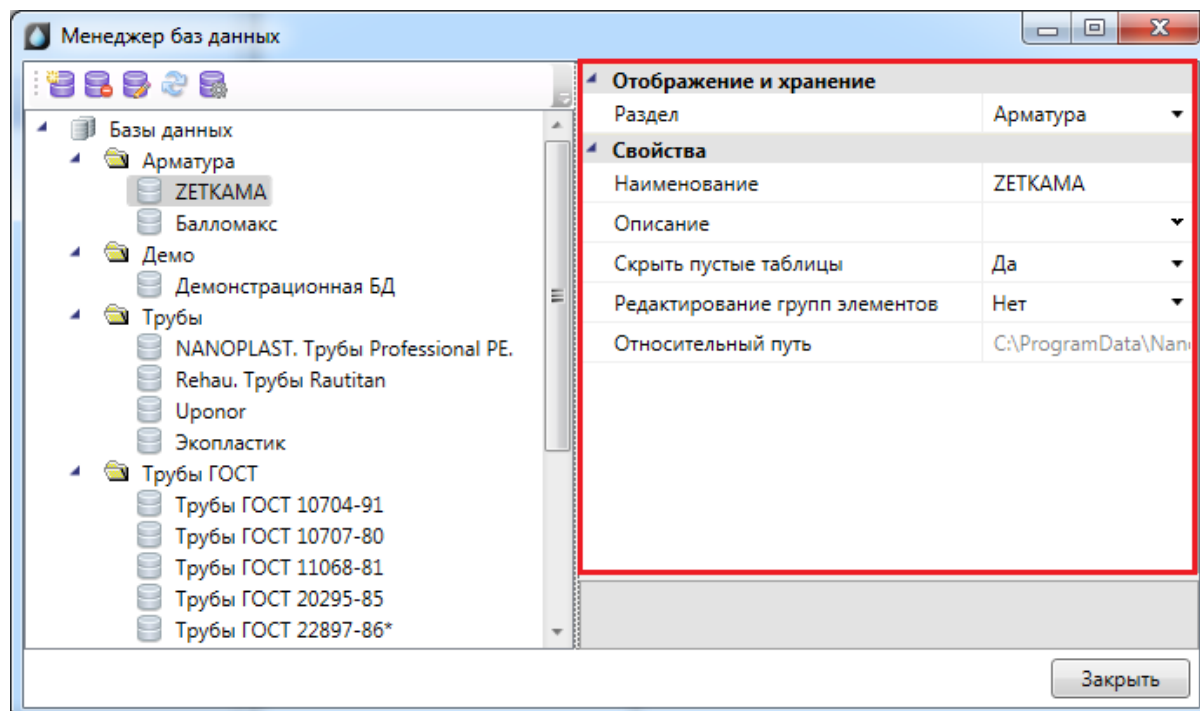 Менеджер баз данных
Базы данных
Арматура
ZETKAMA
Балломакс
Демо
Демонстрационная БД
Трубы
NANOPLAST. Трубы Professional PE.
Rehau. Трубы Rautitan
Uponor
Экопластик
Трубы ГОСТ
Трубы ГОСТ 10704-91
Трубы ГОСТ 10707-80
Трубы ГОСТ 11068-81
Трубы ГОСТ 20295-85
Трубы ГОСТ 22897-86*
Отображение и хранение
Раздел Арматура
Свойства
Наименование ZETKAMA
Описание
Скрыть пустые таблицы Да
Редактирование групп элементов Нет
Относительный путь C:\ProgramData\Nan
Закрыть